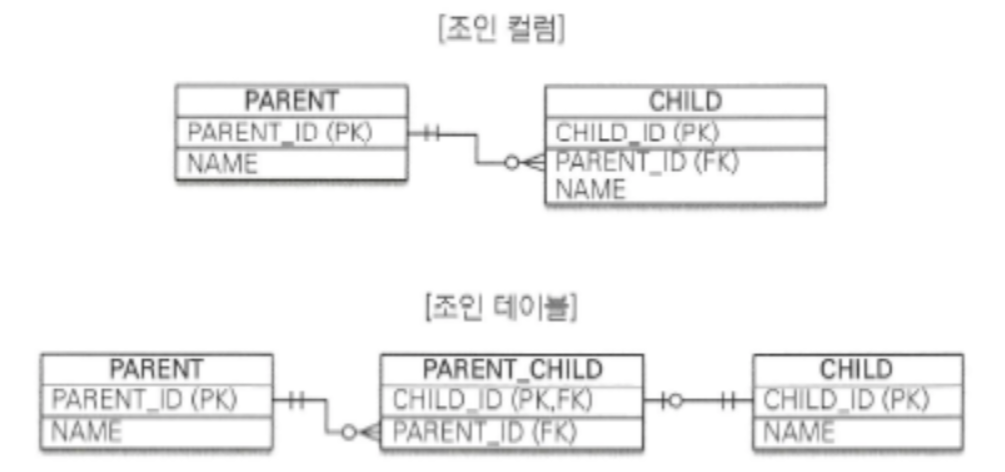 [조인 컬럼]
PARENT
PARENT_ID (PK)
NAME
CHILD
CHILD_ID (PK)
PARENT_ID (FK)
NAME
[조인 테이블]
PARENT
PARENT_ID (PK)
NAME
PARENT_CHILD
CHILD_ID (PK,FK)
PARENT_ID (FK)
CHILD
CHILD_ID (PK)
NAME